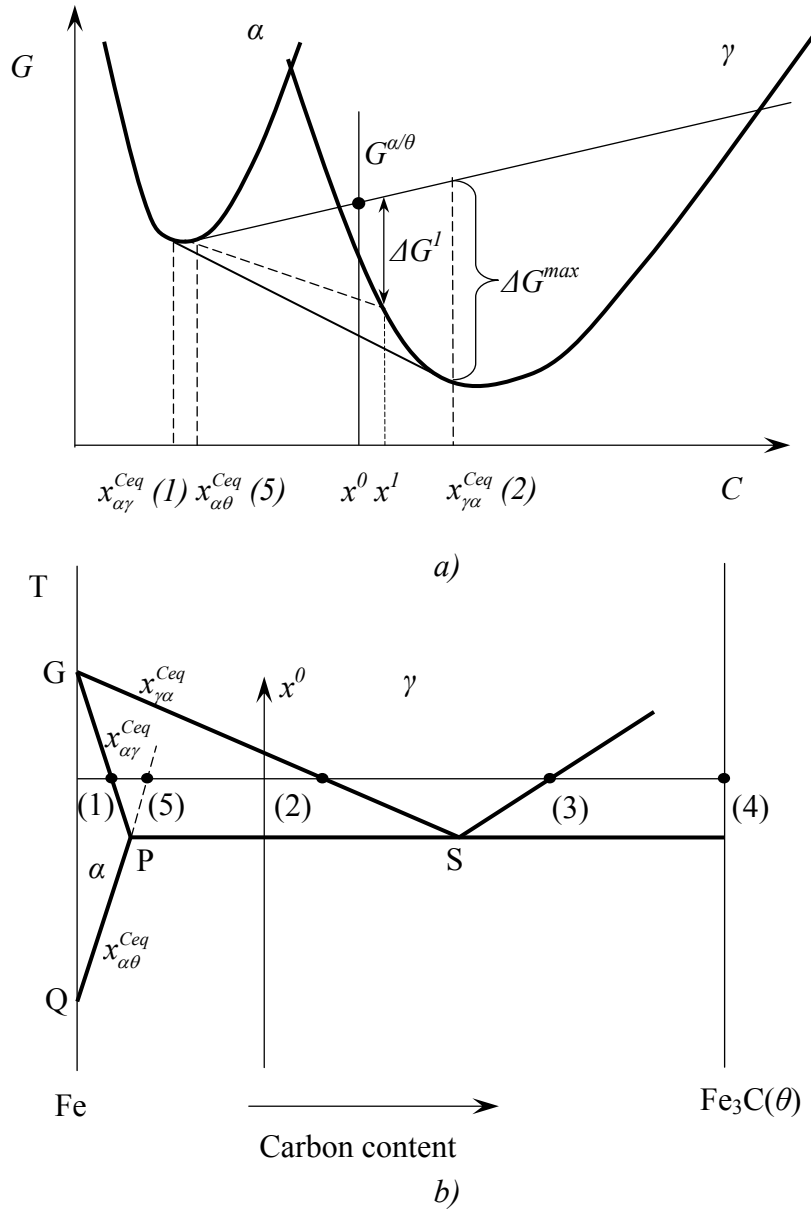 α
γ
G
G^{α/θ}
ΔG^1
ΔG^{max}
x_{αγ}^{Ceq} (1) x_{αθ}^{Ceq} (5) x^0 x^1 x_{γα}^{Ceq} (2) C
a)
T
G
x_{γα}^{Ceq}
x^0
γ
x_{αγ}^{Ceq}
(1) (5) (2) (3) (4)
α P S
x_{αθ}^{Ceq}
Q
Fe Fe₃C(θ)
Carbon content
b)